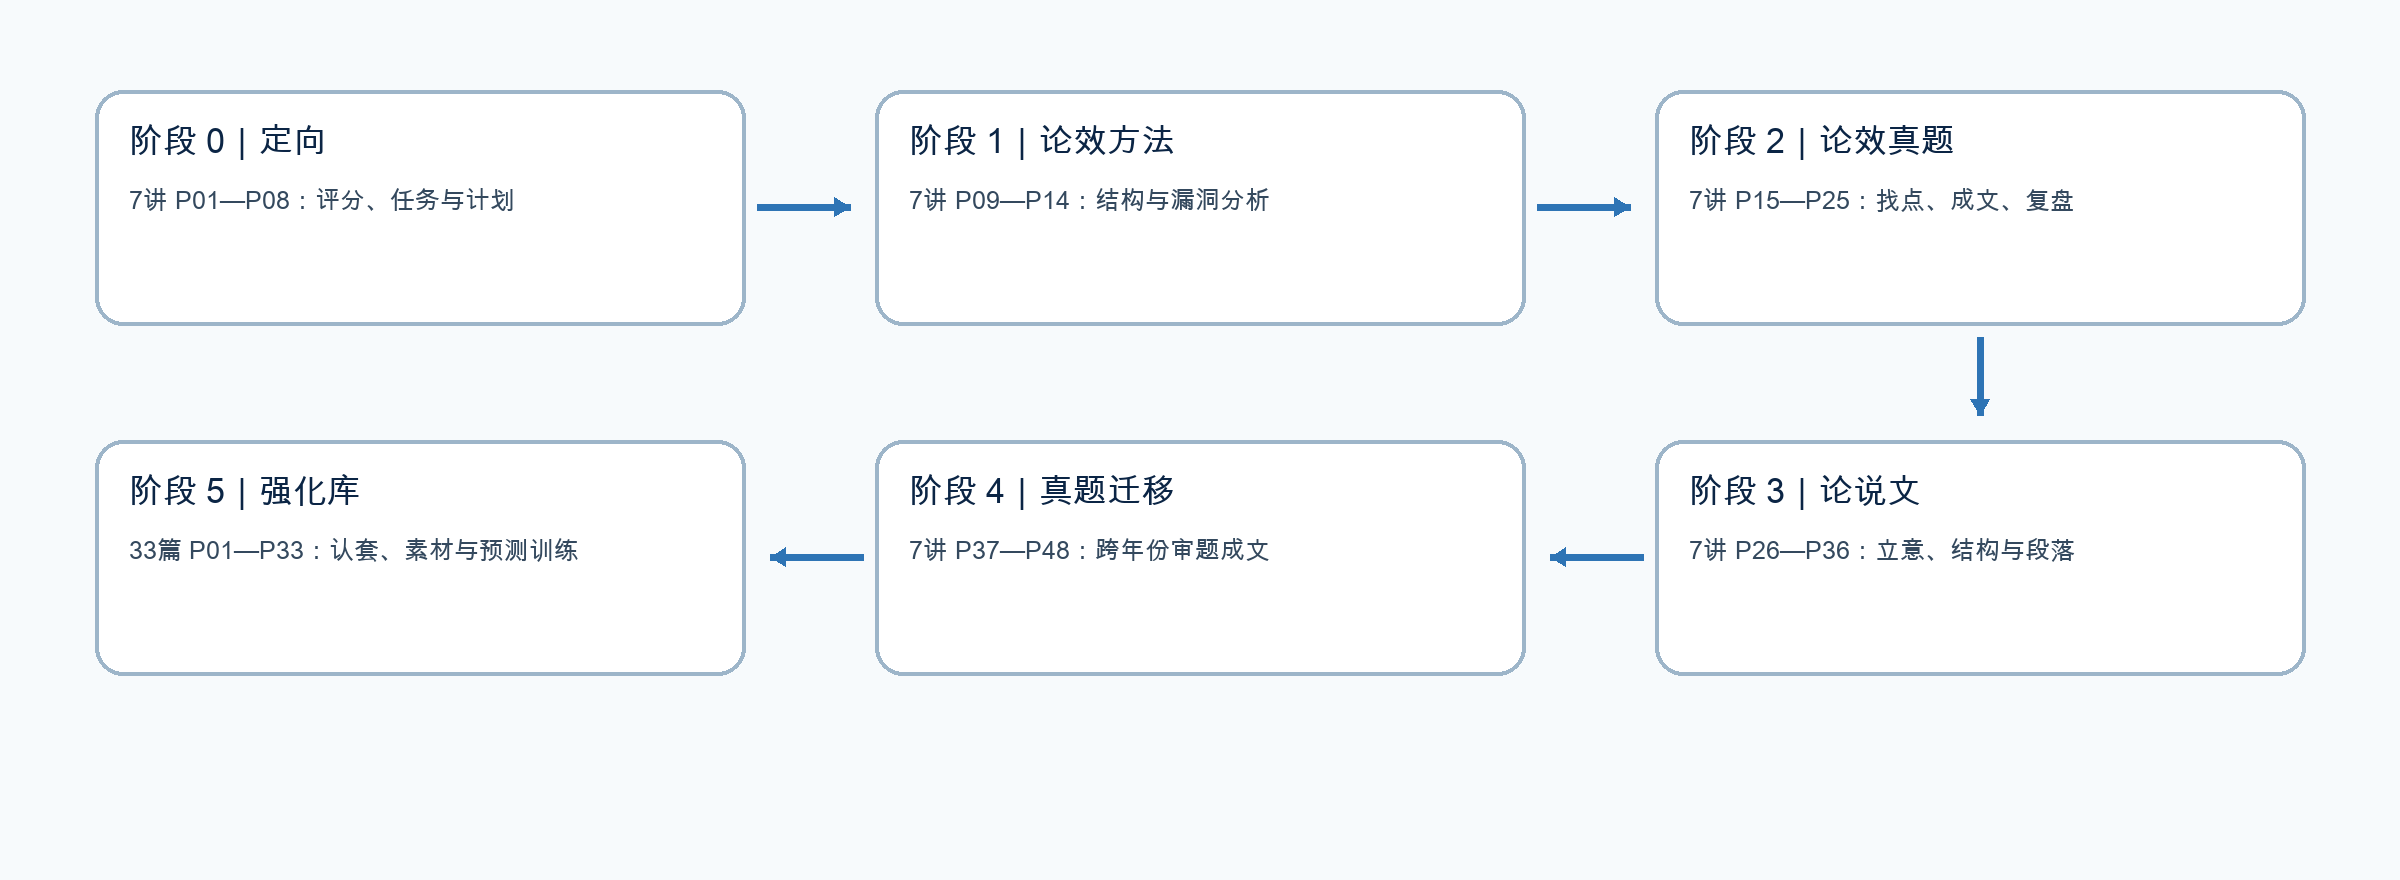 阶段 0 | 定向
7讲 P01—P08：评分、任务与计划
阶段 1 | 论效方法
7讲 P09—P14：结构与漏洞分析
阶段 2 | 论效真题
7讲 P15—P25：找点、成文、复盘
阶段 3 | 论说文
7讲 P26—P36：立意、结构与段落
阶段 4 | 真题迁移
7讲 P37—P48：跨年份审题成文
阶段 5 | 强化库
33篇 P01—P33：认套、素材与预测训练